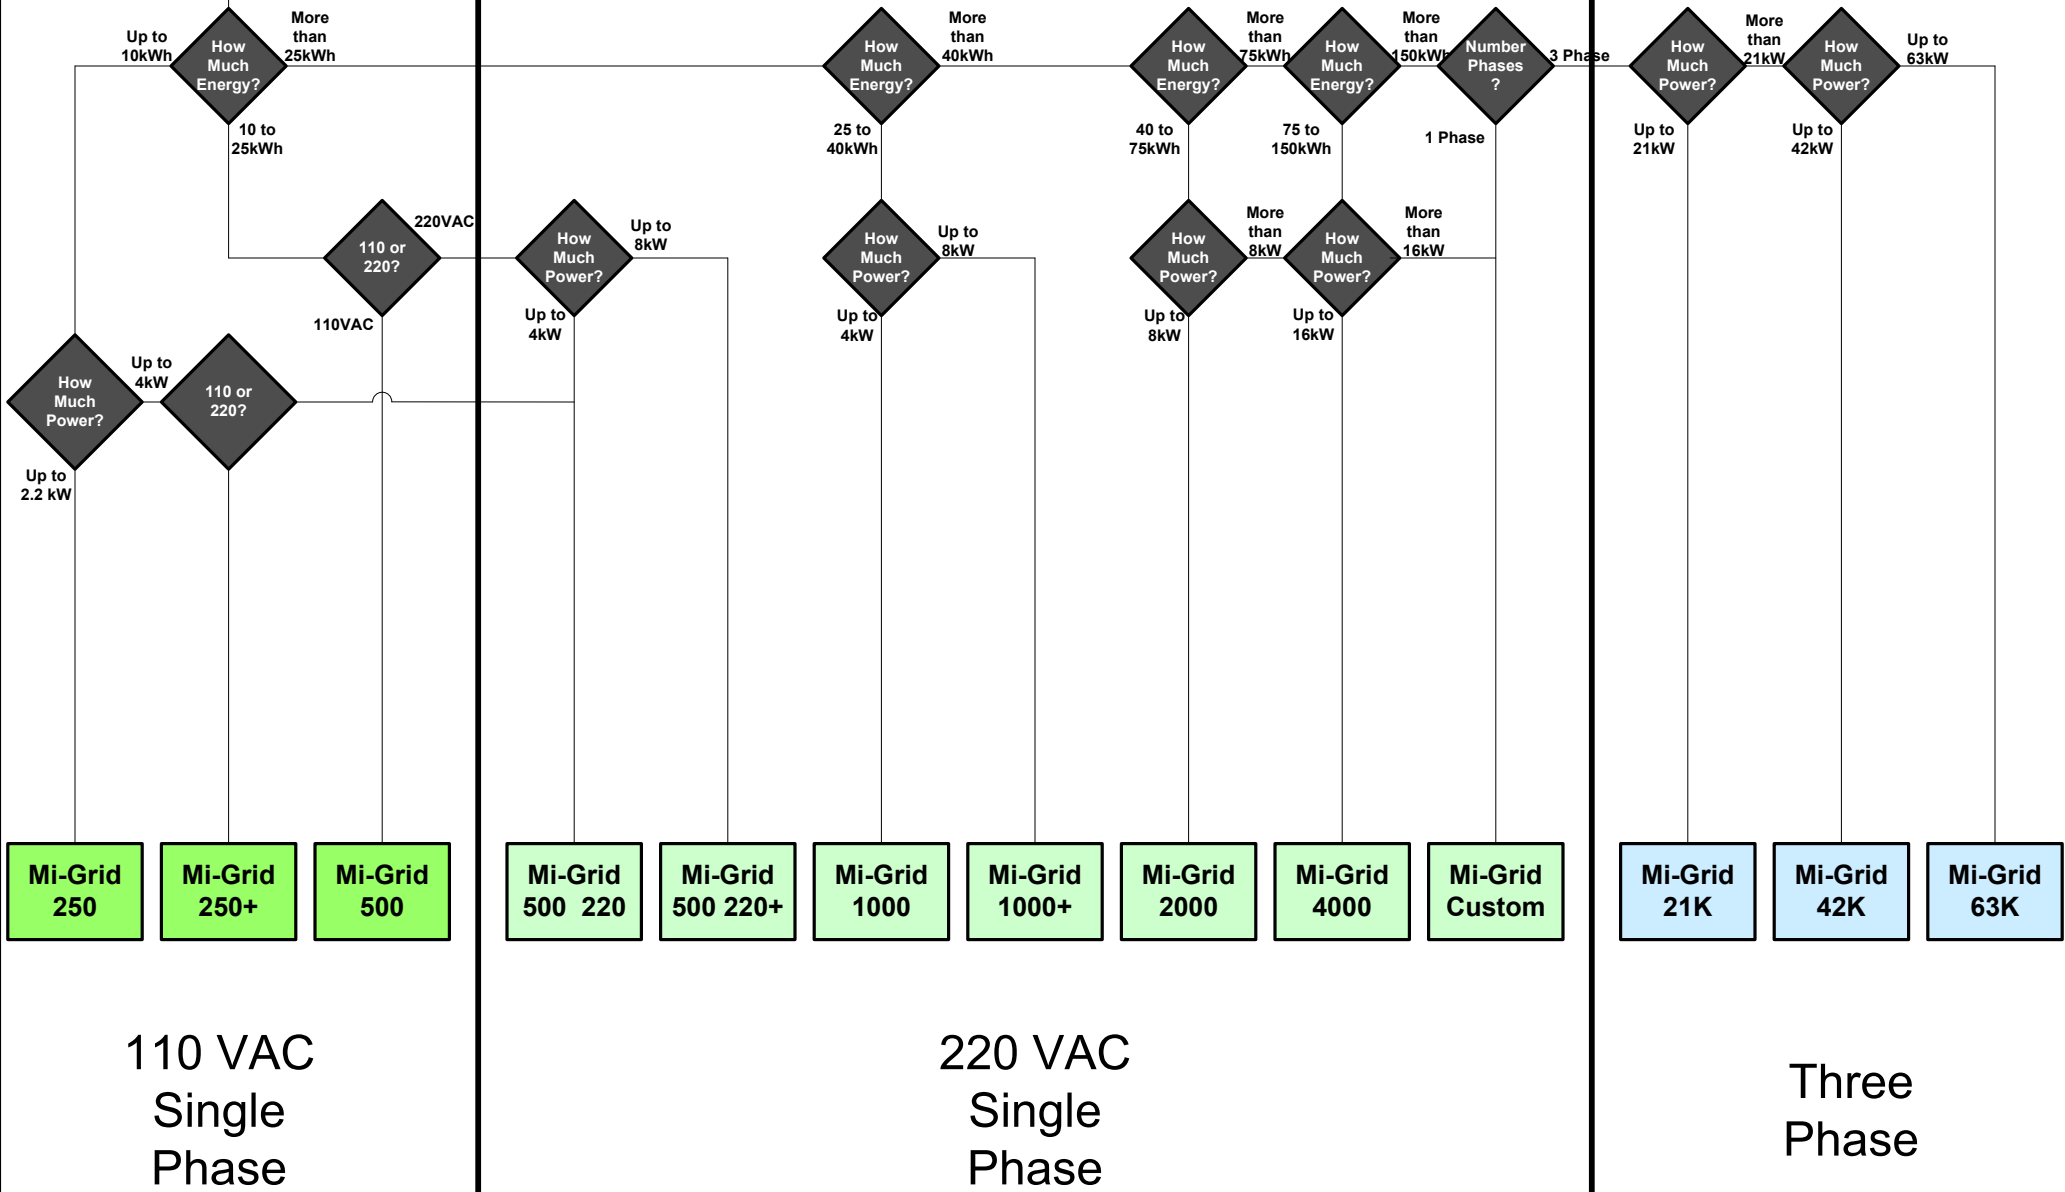 Up to
10kWh
How
Much
Energy?
More
than
25kWh
10 to
25kWh
How
Much
Energy?
More
than
40kWh
25 to
40kWh
How
Much
Energy?
More
than
75kWh
40 to
75kWh
How
Much
Energy?
More
than
150kWh
75 to
150kWh
Number
Phases
?
3 Phase
1 Phase
How
Much
Power?
More
than
21kW
Up to
21kW
How
Much
Power?
Up to
63kW
Up to
42kW
110 or
220?
220VAC
110VAC
How
Much
Power?
Up to
8kW
Up to
4kW
How
Much
Power?
Up to
8kW
Up to
4kW
How
Much
Power?
More
than
8kW
Up to
8kW
How
Much
Power?
More
than
16kW
Up to
16kW
How
Much
Power?
Up to
4kW
Up to
2.2 kW
110 or
220?
Mi-Grid
250
Mi-Grid
250+
Mi-Grid
500
Mi-Grid
500 220
Mi-Grid
500 220+
Mi-Grid
1000
Mi-Grid
1000+
Mi-Grid
2000
Mi-Grid
4000
Mi-Grid
Custom
Mi-Grid
21K
Mi-Grid
42K
Mi-Grid
63K
110 VAC
Single
Phase
220 VAC
Single
Phase
Three
Phase